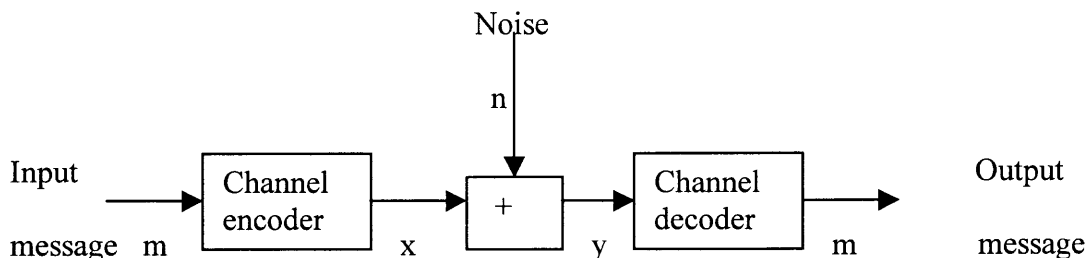 Noise
n
Input
message m
Channel
encoder
x
+
y
Channel
decoder
m
Output
message